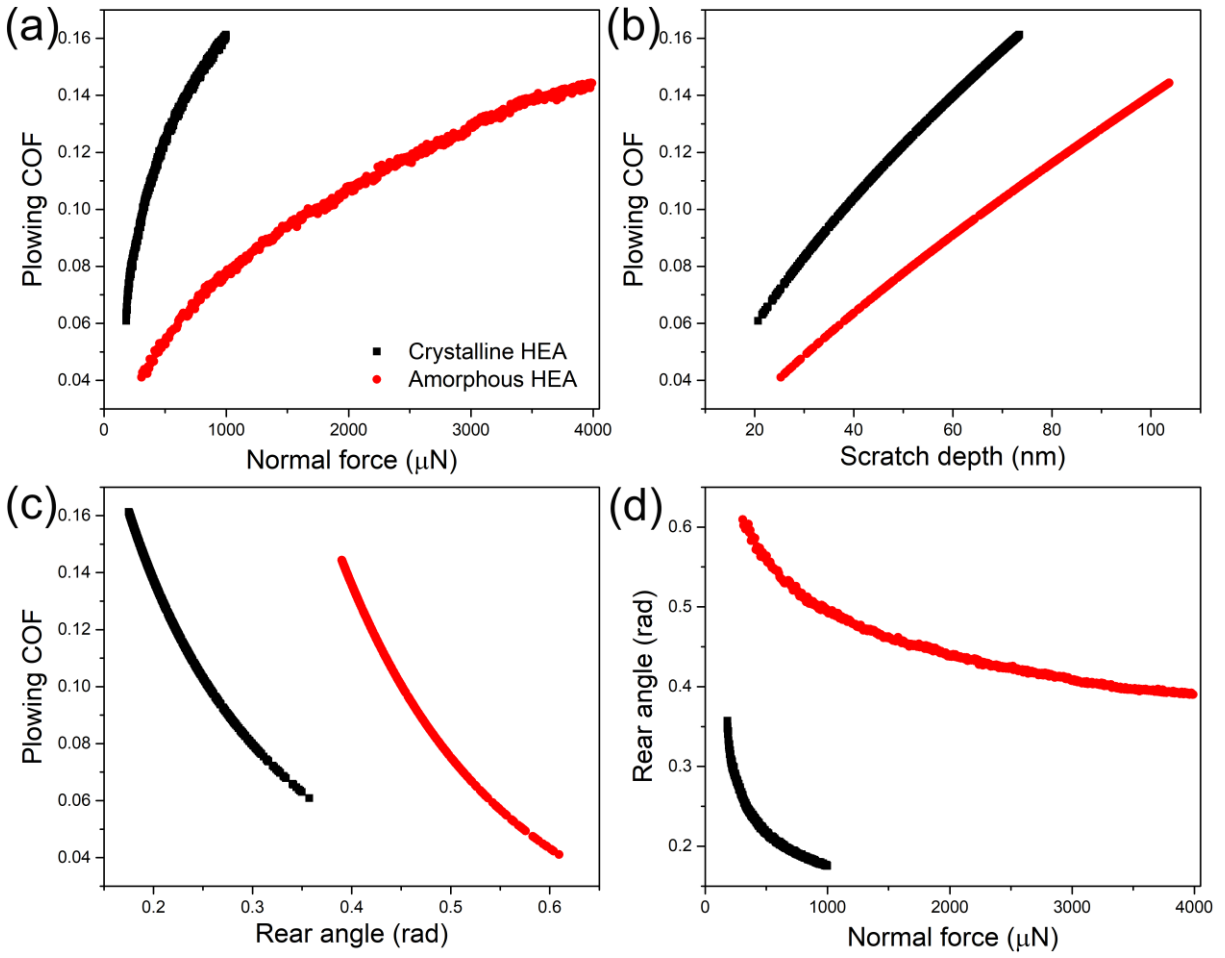 (a)
Plowing COF
0.16
0.14
0.12
0.10
0.08
0.06
0.04
Crystalline HEA
Amorphous HEA
0 1000 2000 3000 4000
Normal force (μN)
(b)
Plowing COF
0.16
0.14
0.12
0.10
0.08
0.06
0.04
20 40 60 80 100
Scratch depth (nm)
(c)
Plowing COF
0.16
0.14
0.12
0.10
0.08
0.06
0.04
0.2 0.3 0.4 0.5 0.6
Rear angle (rad)
(d)
Rear angle (rad)
0.6
0.5
0.4
0.3
0.2
0 1000 2000 3000 4000
Normal force (μN)